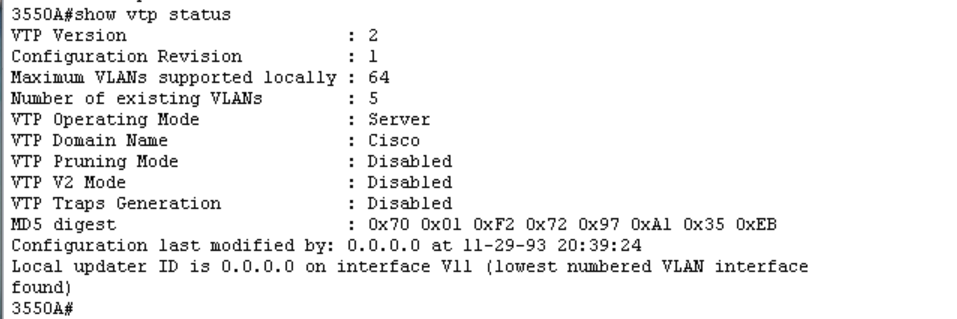 3550A#show vtp status
VTP Version                     : 2
Configuration Revision          : 1
Maximum VLANs supported locally : 64
Number of existing VLANs        : 5
VTP Operating Mode              : Server
VTP Domain Name                 : Cisco
VTP Pruning Mode                : Disabled
VTP V2 Mode                     : Disabled
VTP Traps Generation            : Disabled
MD5 digest                      : 0x70 0x01 0xF2 0x72 0x97 0xA1 0x35 0xEB
Configuration last modified by: 0.0.0.0 at 11-29-93 20:39:24
Local updater ID is 0.0.0.0 on interface Vl1 (lowest numbered VLAN interface
found)
3550A#